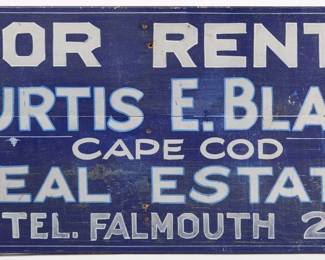 OR RENT
URTIS E. BLA
CAPE COD
EAL ESTAT
TEL. FALMOUTH 2